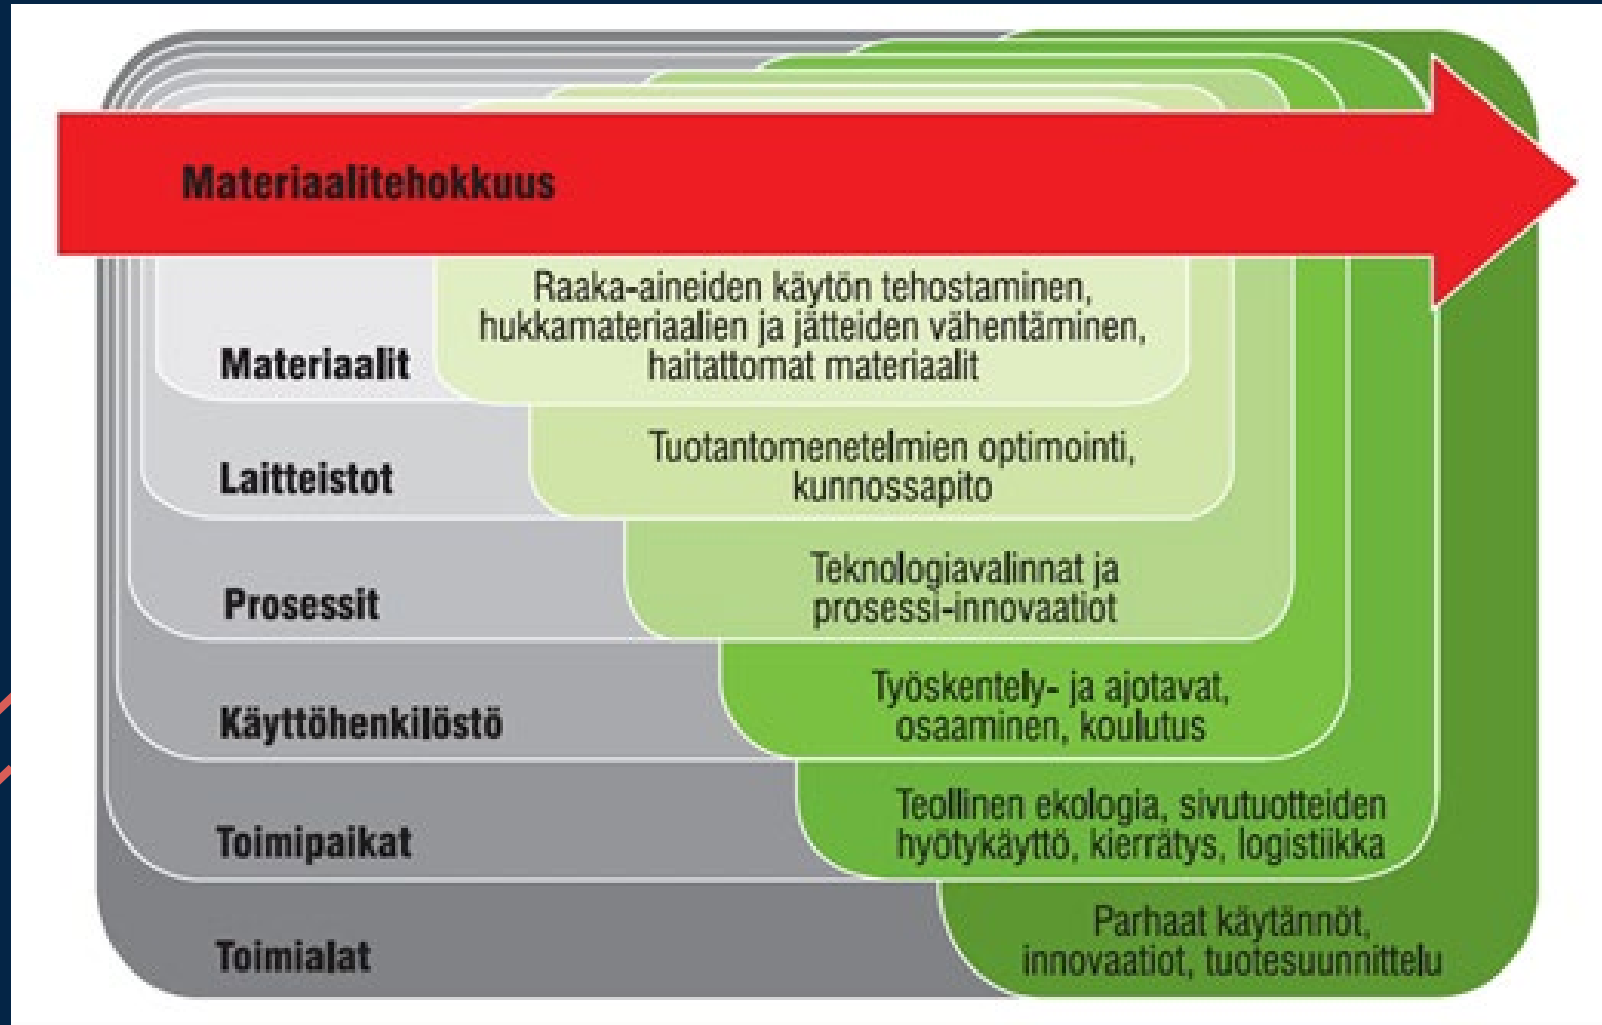 Materiaalitehokkuus
Materiaalit
Raaka-aineiden käytön tehostaminen,
hukkamateriaalien ja jätteiden vähentäminen,
haitattomat materiaalit
Laitteistot
Tuotantomenetelmien optimointi,
kunnossapito
Prosessit
Teknologiavalinnat ja
prosessi-innovaatiot
Käyttöhenkilöstö
Työskentely- ja ajotavat,
osaaminen, koulutus
Toimipaikat
Teollinen ekologia, sivutuotteiden
hyötykäyttö, kierrätys, logistiikka
Toimialat
Parhaat käytännöt,
innovaatiot, tuotesuunnittelu